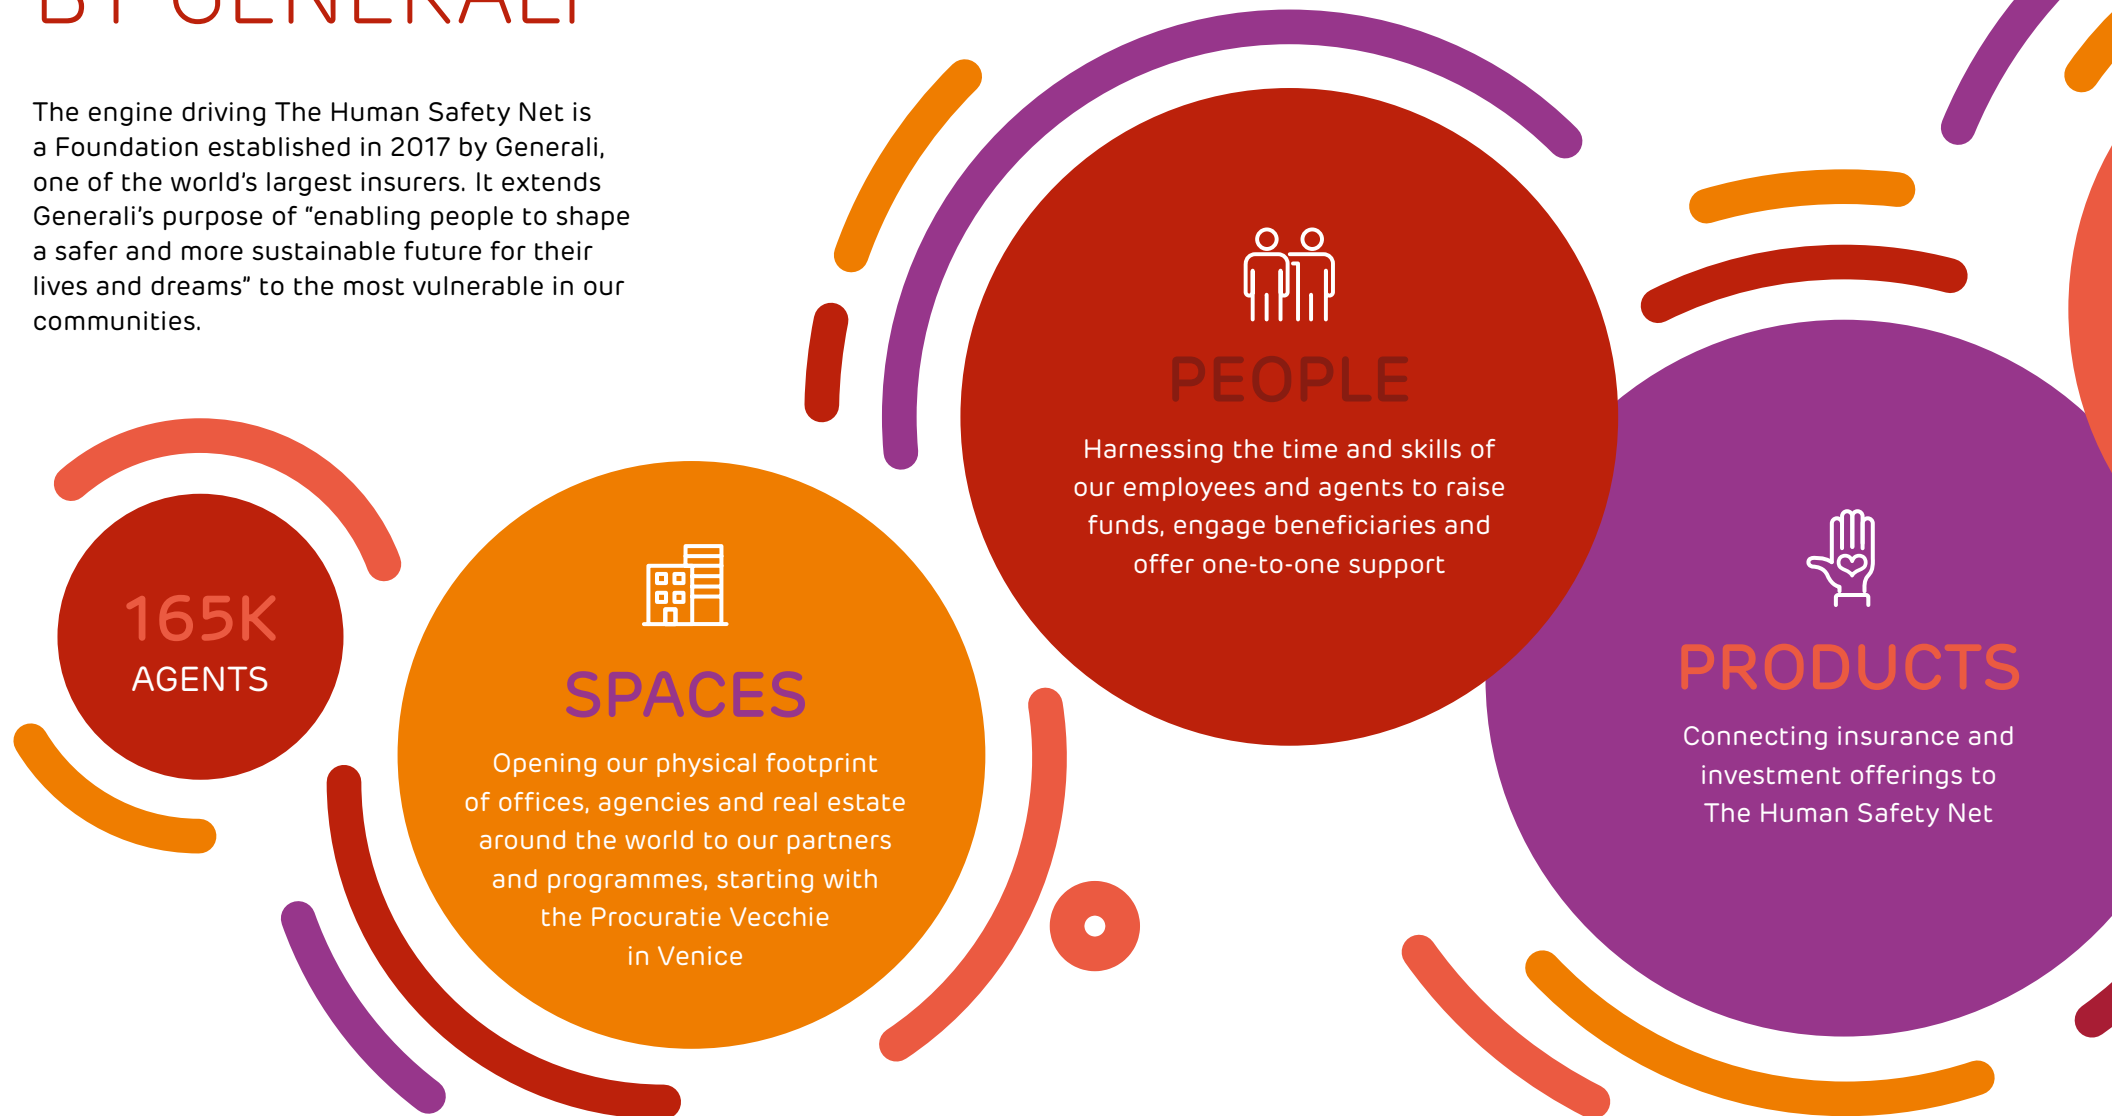 BY GENERALI
The engine driving The Human Safety Net is
a Foundation established in 2017 by Generali,
one of the world's largest insurers. It extends
Generali's purpose of “enabling people to shape
a safer and more sustainable future for their
lives and dreams” to the most vulnerable in our
communities.
165K
AGENTS
SPACES
Opening our physical footprint
of offices, agencies and real estate
around the world to our partners
and programmes, starting with
the Procuratie Vecchie
in Venice
PEOPLE
Harnessing the time and skills of
our employees and agents to raise
funds, engage beneficiaries and
offer one-to-one support
PRODUCTS
Connecting insurance and
investment offerings to
The Human Safety Net